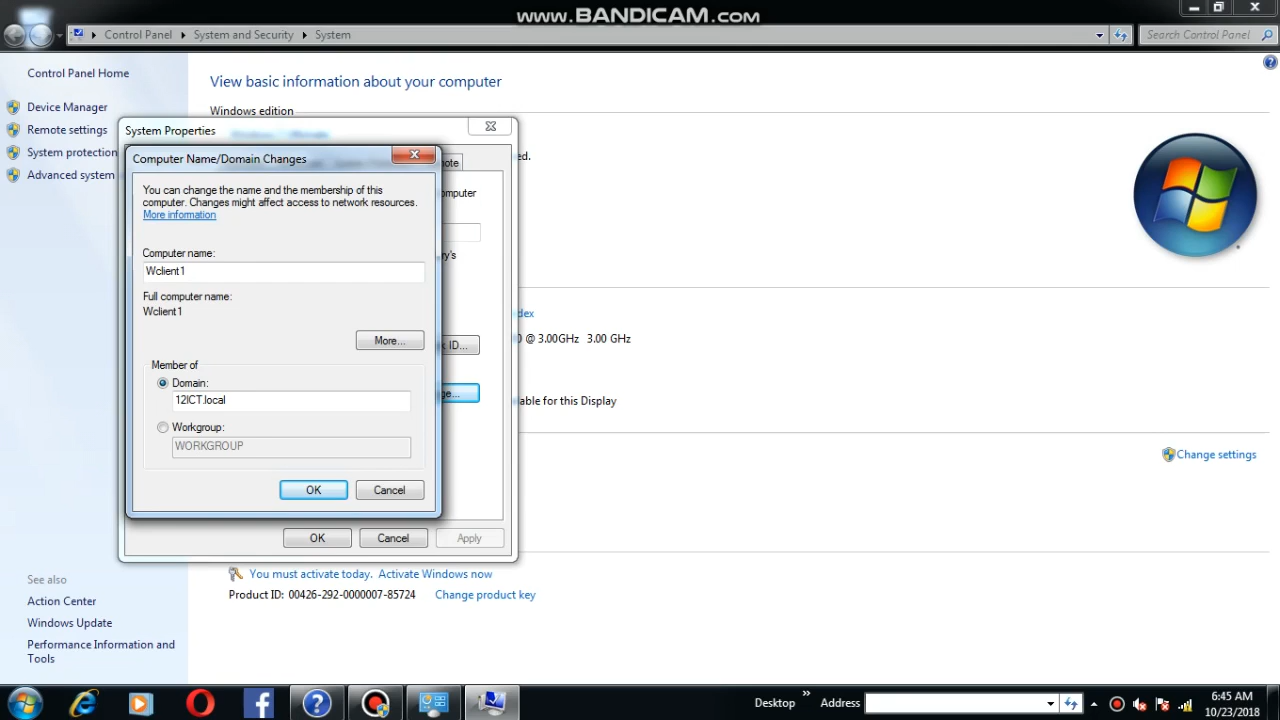 www.BANDICAM.com
Control Panel
System and Security
System
Search Control Panel
Control Panel Home
View basic information about your computer
Device Manager
Windows edition
Remote settings
System Properties
System protection
Computer Name/Domain Changes
Advanced system
You can change the name and the membership of this
computer. Changes might affect access to network resources.
More information
Computer name:
Wclient1
Full computer name:
Wclient1
More...
ID...
@ 3.00GHz 3.00 GHz
Member of
Domain:
12ICT.local
able for this Display
Workgroup:
WORKGROUP
Change settings
OK Cancel
OK Cancel Apply
You must activate today. Activate Windows now
Product ID: 00426-292-0000007-85724 Change product key
See also
Action Center
Windows Update
Performance Information and
Tools
Desktop
»
Address
6:45 AM
10/23/2018